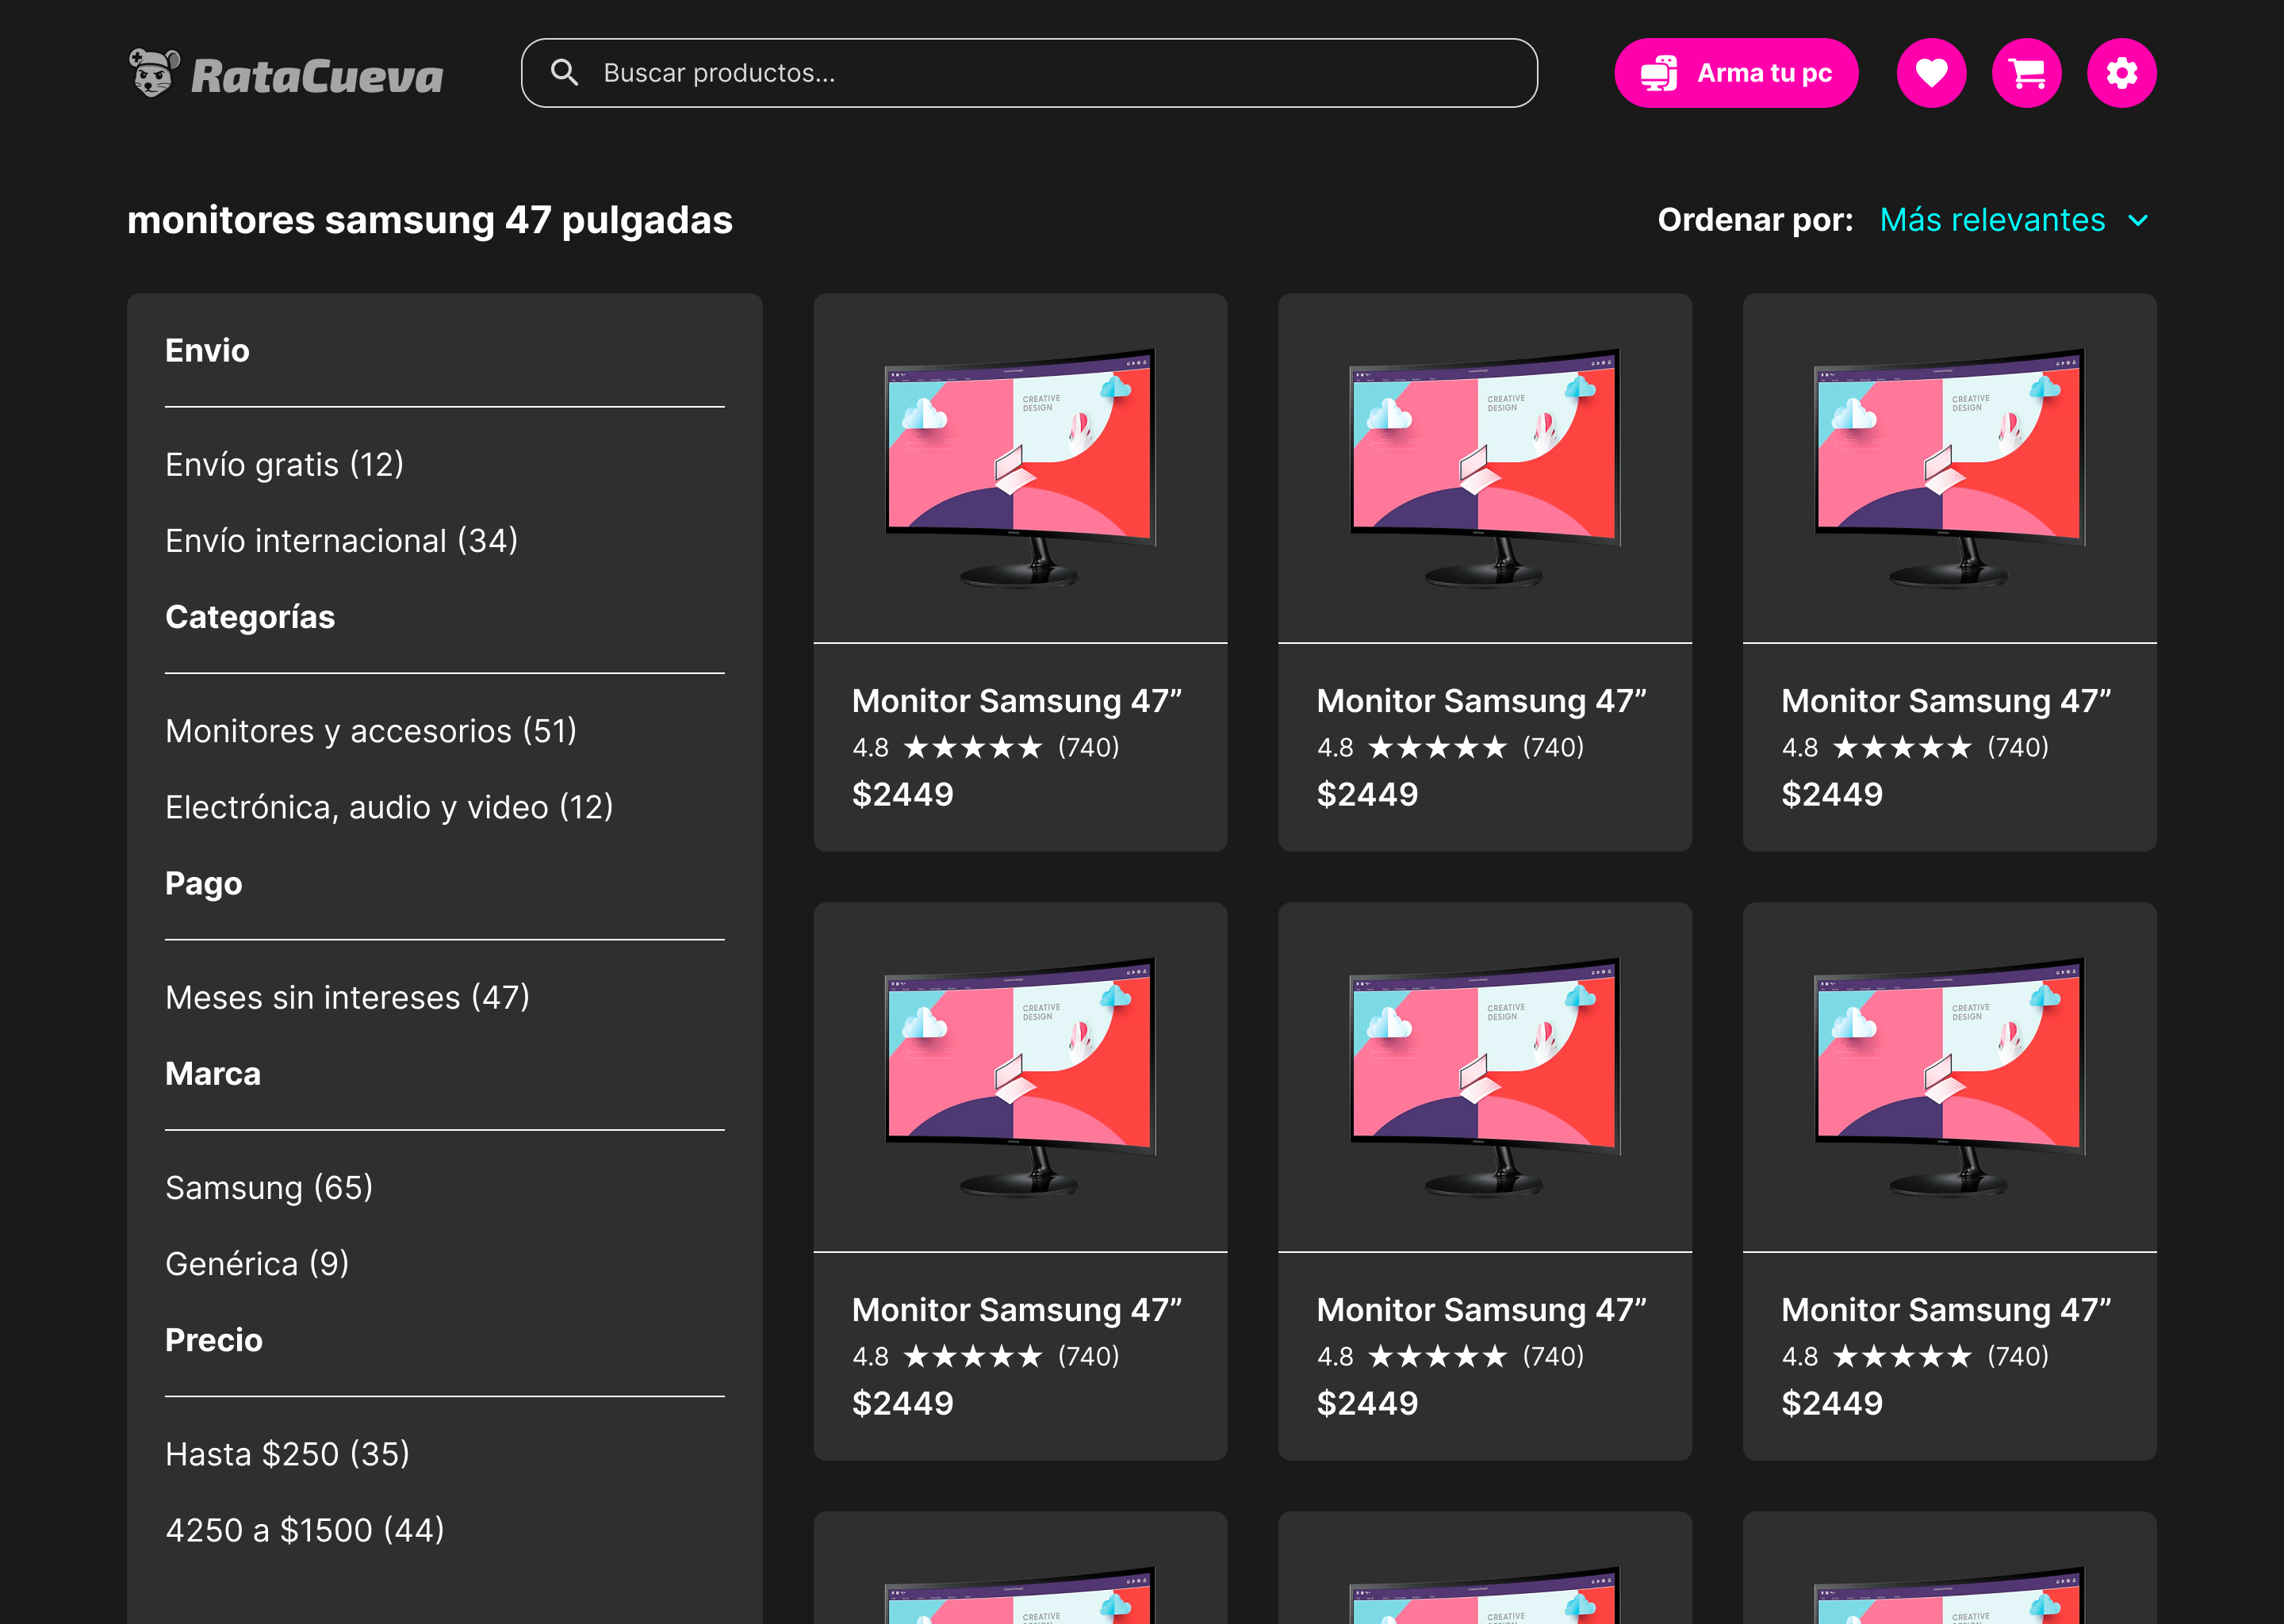 RataCueva
Buscar productos...
Arma tu pc
monitores samsung 47 pulgadas
Ordenar por: Más relevantes
Envio
Envío gratis (12)
Envío internacional (34)
Categorías
Monitores y accesorios (51)
Electrónica, audio y video (12)
Pago
Meses sin intereses (47)
Marca
Samsung (65)
Genérica (9)
Precio
Hasta $250 (35)
4250 a $1500 (44)
CREATIVE
DESIGN
Monitor Samsung 47”
4.8 ★★★★★ (740)
$2449
CREATIVE
DESIGN
Monitor Samsung 47”
4.8 ★★★★★ (740)
$2449
CREATIVE
DESIGN
Monitor Samsung 47”
4.8 ★★★★★ (740)
$2449
CREATIVE
DESIGN
Monitor Samsung 47”
4.8 ★★★★★ (740)
$2449
CREATIVE
DESIGN
Monitor Samsung 47”
4.8 ★★★★★ (740)
$2449
CREATIVE
DESIGN
Monitor Samsung 47”
4.8 ★★★★★ (740)
$2449
CREATIVE
CREATIVE
CREATIVE